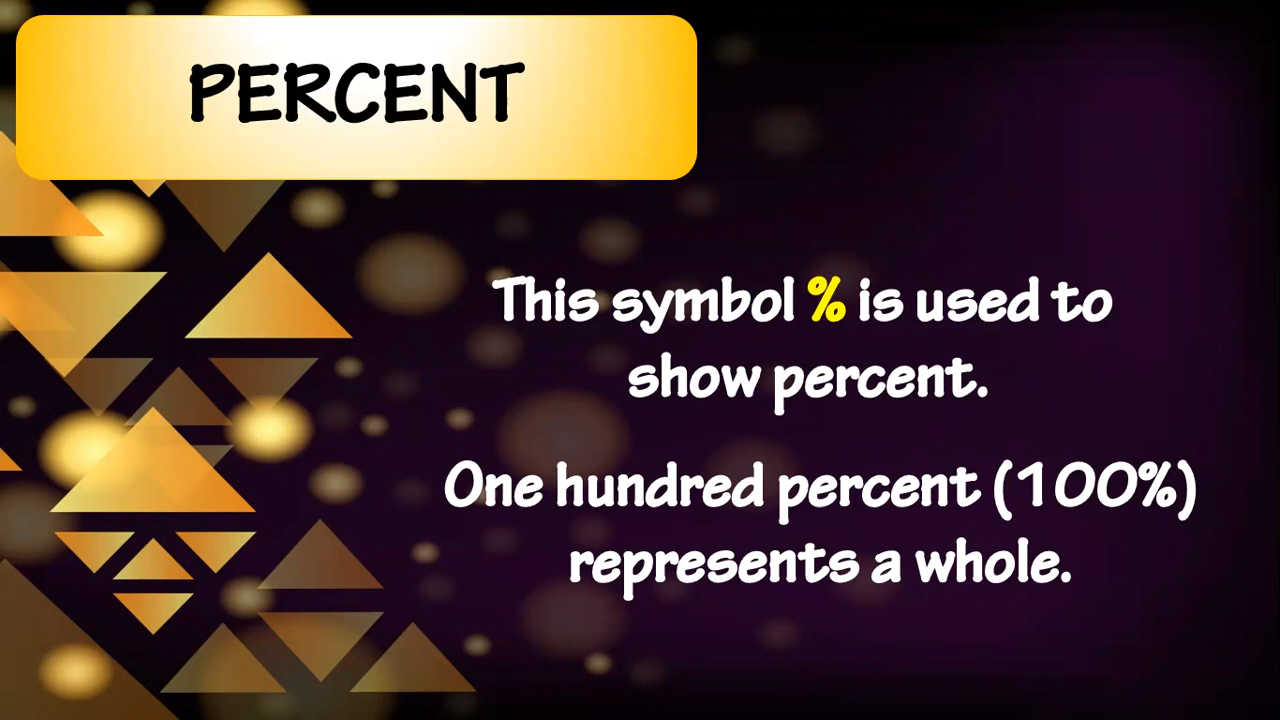 PERCENT
This symbol % is used to
show percent.
One hundred percent (100%)
represents a whole.